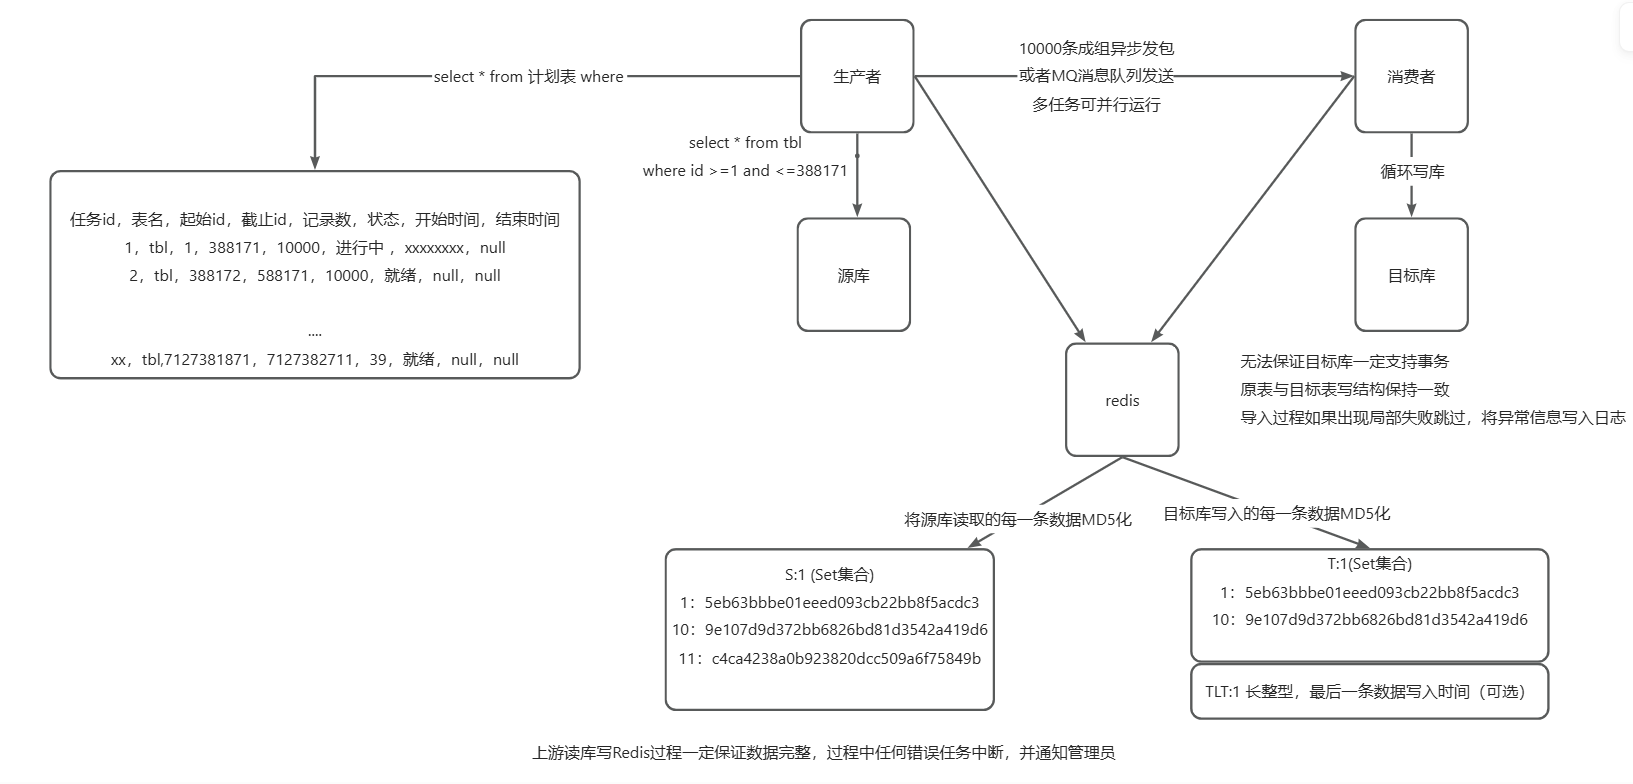 select * from 计划表 where
生产者
10000条成组异步发包
或者MQ消息队列发送
多任务可并行运行
消费者
select * from tbl
where id >=1 and <=388171
循环写库
任务id，表名，起始id，截止id，记录数，状态，开始时间，结束时间
1，tbl，1，388171，10000，进行中 ，xxxxxxxx，null
2，tbl，388172，588171，10000，就绪，null，null
....
xx，tbl,7127381871，7127382711，39，就绪，null，null
源库
目标库
redis
无法保证目标库一定支持事务
原表与目标表写结构保持一致
导入过程如果出现局部失败跳过，将异常信息写入日志
将源库读取的每一条数据MD5化
目标库写入的每一条数据MD5化
S:1 (Set集合)
1：5eb63bbbe01eeed093cb22bb8f5acdc3
10：9e107d9d372bb6826bd81d3542a419d6
11：c4ca4238a0b923820dcc509a6f75849b
T:1(Set集合)
1：5eb63bbbe01eeed093cb22bb8f5acdc3
10：9e107d9d372bb6826bd81d3542a419d6
TLT:1 长整型，最后一条数据写入时间（可选）
上游读库写Redis过程一定保证数据完整，过程中任何错误任务中断，并通知管理员